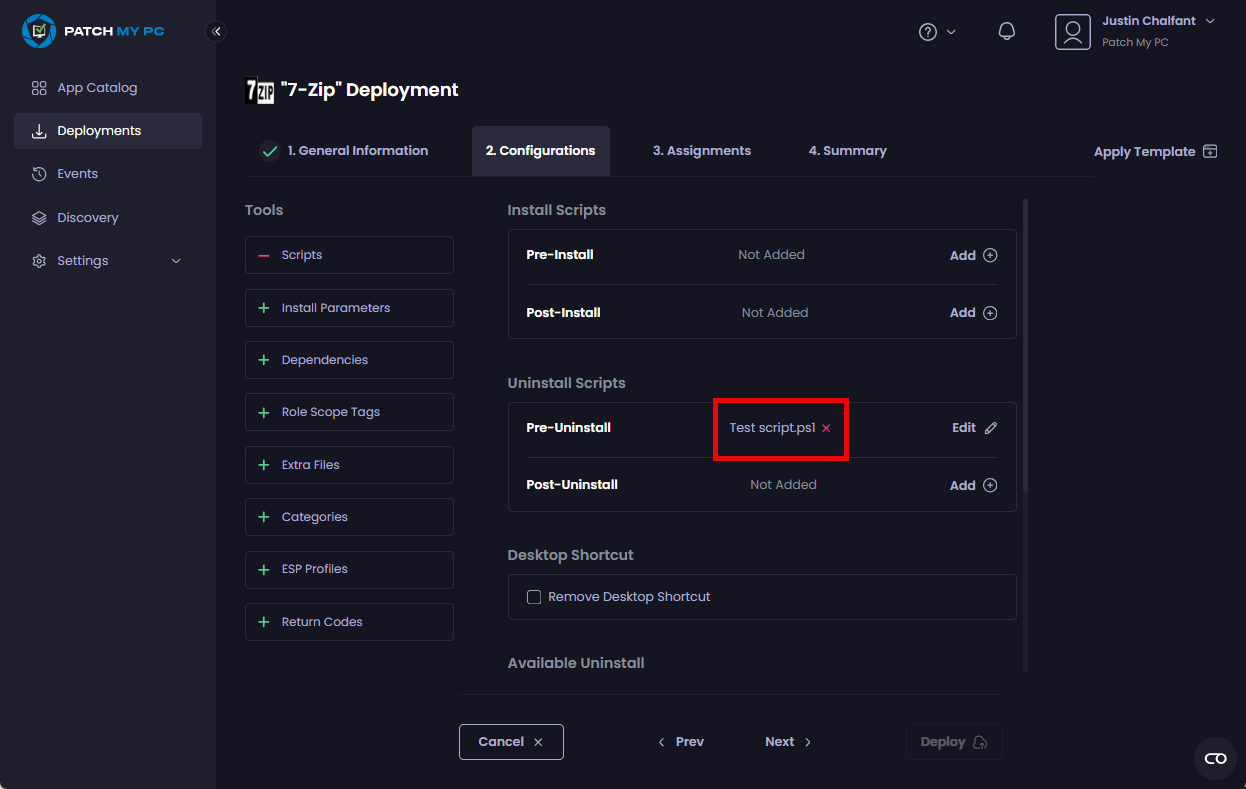 PATCH MY PC
Justin Chalfant
Patch My PC
App Catalog
Deployments
Events
Discovery
Settings
7ZIP "7-Zip" Deployment
1. General Information
2. Configurations
3. Assignments
4. Summary
Apply Template
Tools
Scripts
Install Parameters
Dependencies
Role Scope Tags
Extra Files
Categories
ESP Profiles
Return Codes
Install Scripts
Pre-Install Not Added Add
Post-Install Not Added Add
Uninstall Scripts
Pre-Uninstall Test script.ps1 Edit
Post-Uninstall Not Added Add
Desktop Shortcut
Remove Desktop Shortcut
Available Uninstall
Cancel Prev Next Deploy